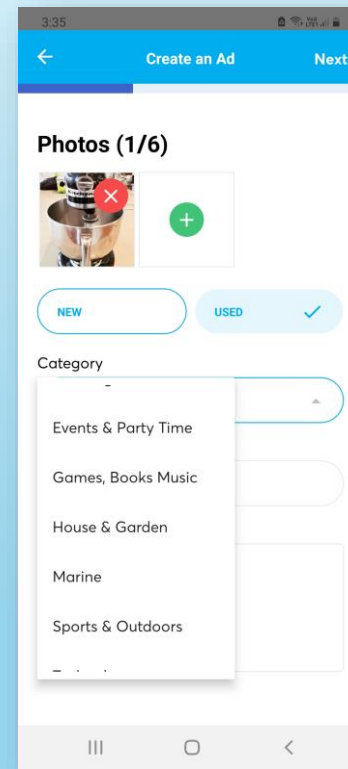 3:35
Create an Ad Next
Photos (1/6)
NEW USED
Category
Events & Party Time
Games, Books Music
House & Garden
Marine
Sports & Outdoors